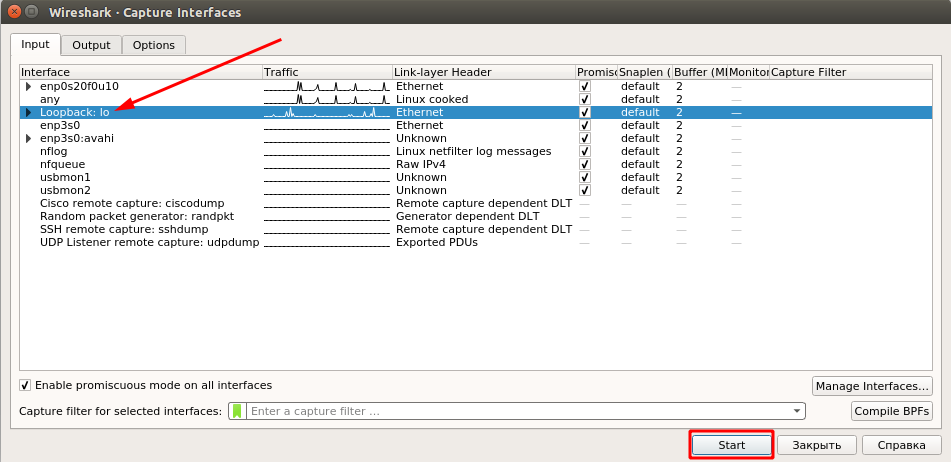 Wireshark · Capture Interfaces
Input Output Options
Interface Traffic Link-layer Header Promisc Snaplen ( Buffer (MI Monitor Capture Filter
enp0s20f0u10 Ethernet default 2 —
any Linux cooked default 2 —
Loopback: lo Ethernet default 2 —
enp3s0 Ethernet default 2 —
enp3s0:avahi Unknown default 2 —
nflog Linux netfilter log messages default 2 —
nfqueue Raw IPv4 default 2 —
usbmon1 Unknown default 2 —
usbmon2 Unknown default 2 —
Cisco remote capture: ciscodump Remote capture dependent DLT — — — —
Random packet generator: randpkt Generator dependent DLT — — — —
SSH remote capture: sshdump Remote capture dependent DLT — — — —
UDP Listener remote capture: udpdump Exported PDUs — — — —
Enable promiscuous mode on all interfaces Manage Interfaces...
Capture filter for selected interfaces: Enter a capture filter ... Compile BPFs
Start Закрыть Справка